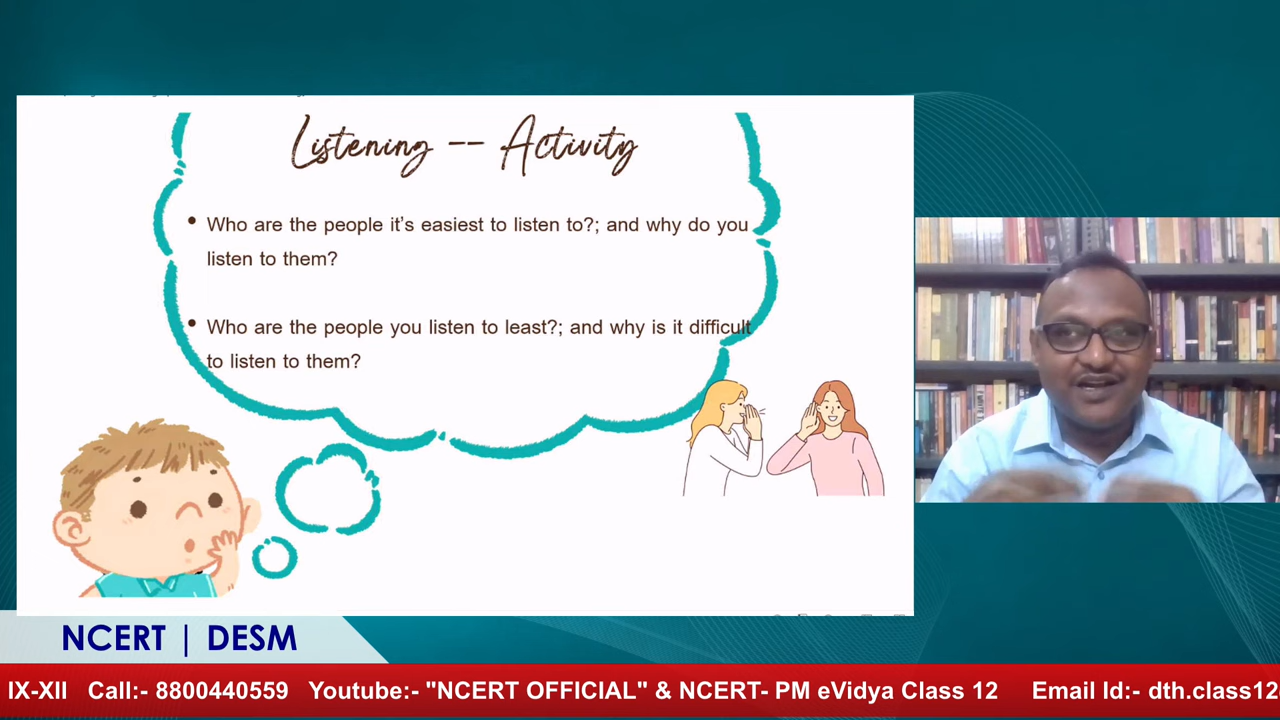 Listening -- Activity
• Who are the people it's easiest to listen to?; and why do you
listen to them?
• Who are the people you listen to least?; and why is it difficult
to listen to them?
NCERT | DESM
IX-XII Call:- 8800440559 Youtube:- "NCERT OFFICIAL" & NCERT- PM eVidya Class 12 Email Id:- dth.class12